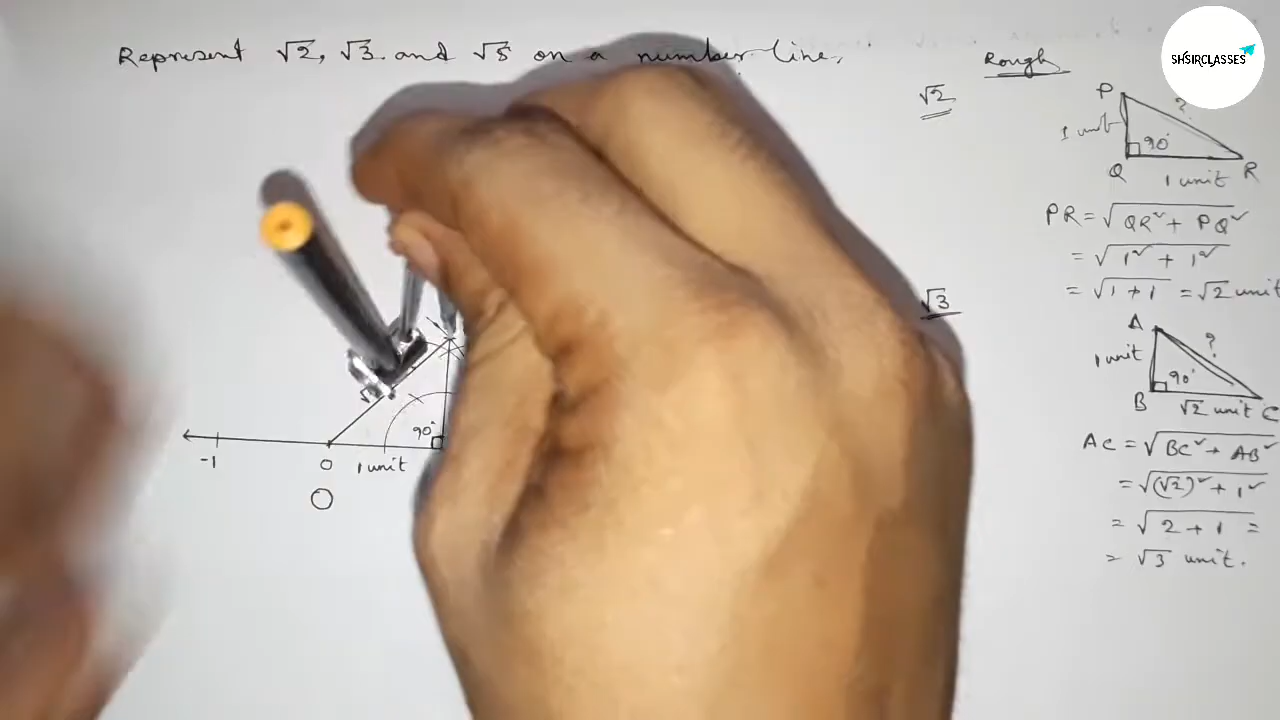 Represent √2, √3 and √5 on a number line.
Rough
SHSIRCLASSES
√2
P
?
1 unit
90°
Q
1 unit
R
PR = √QR² + PQ²
= √1² + 1²
= √1 + 1 = √2 unit
√3
A
?
1 unit
90°
B
√2 unit
C
AC = √BC² + AB²
= √(√2)² + 1²
= √2 + 1 =
= √3 unit.
90°
-1
0
1 unit
O